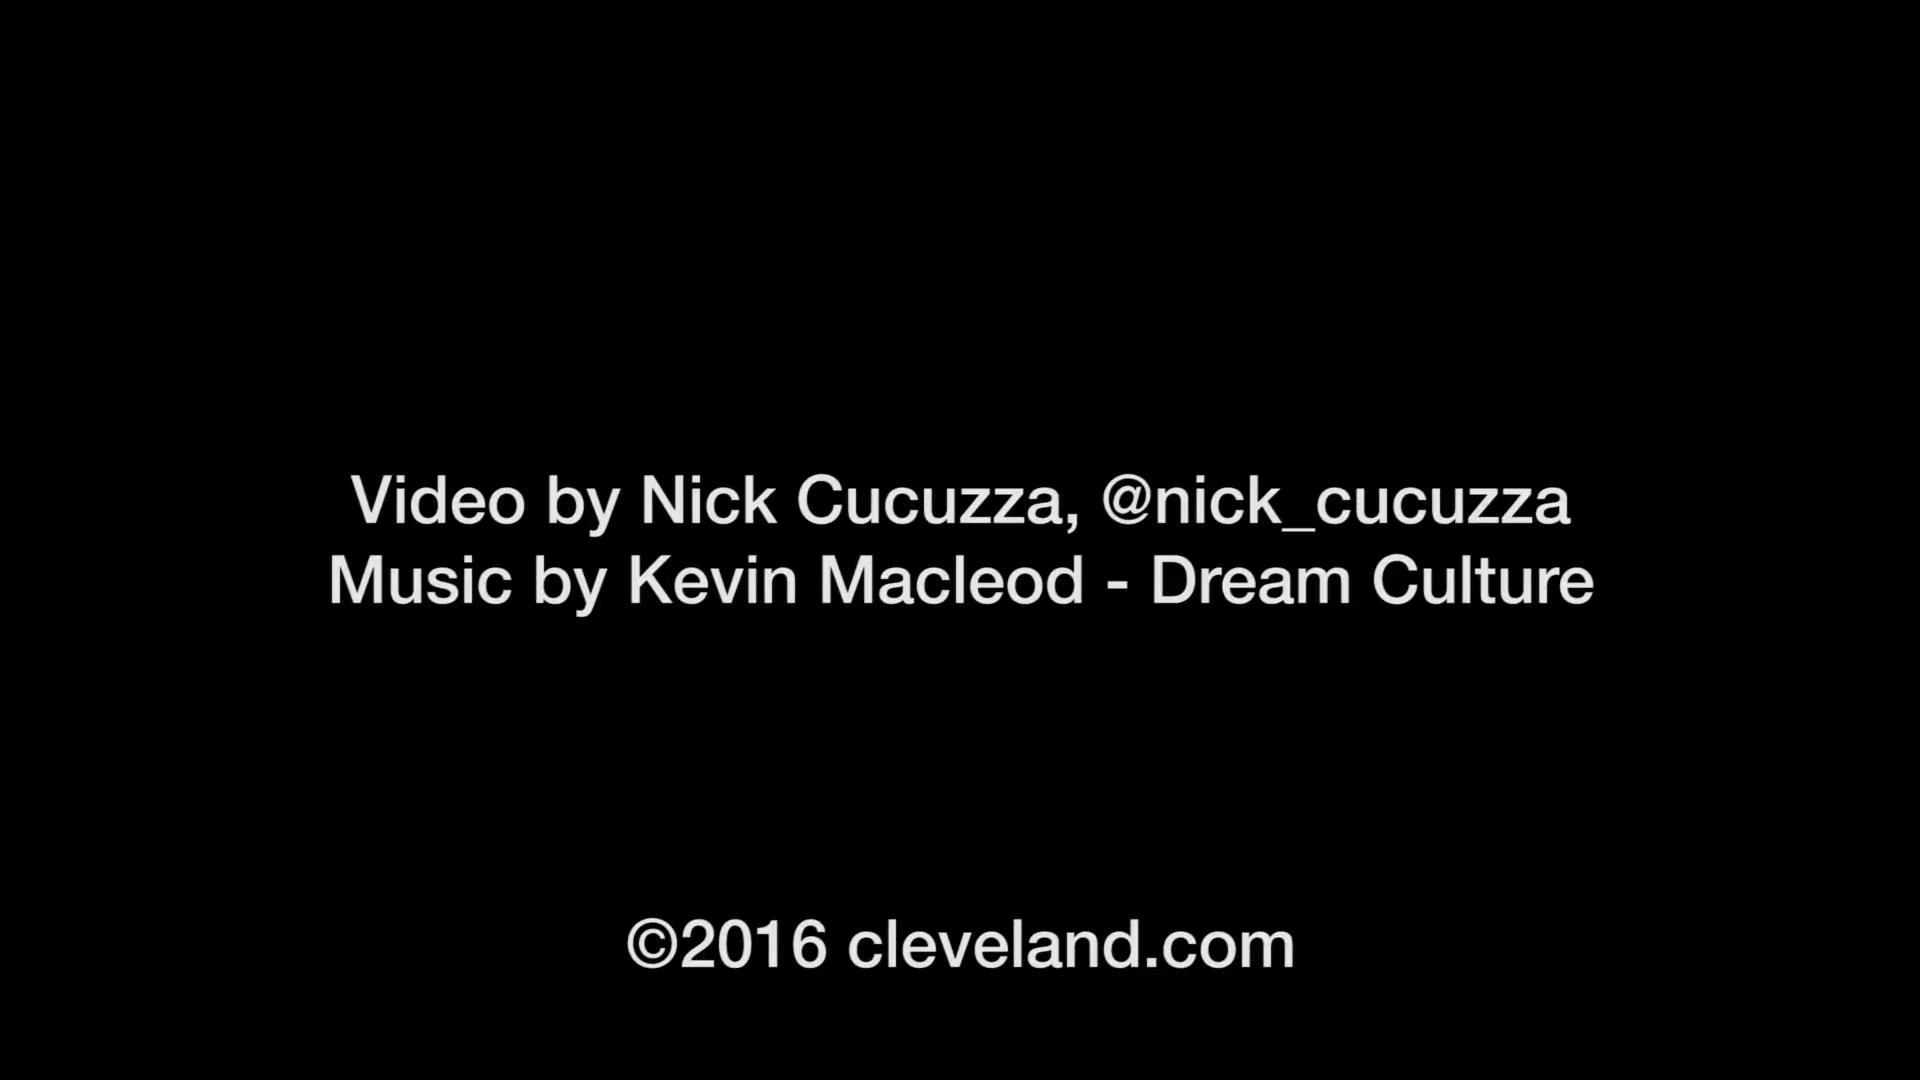 Video by Nick Cucuzza, @nick_cucuzza
Music by Kevin Macleod - Dream Culture
©2016 cleveland.com